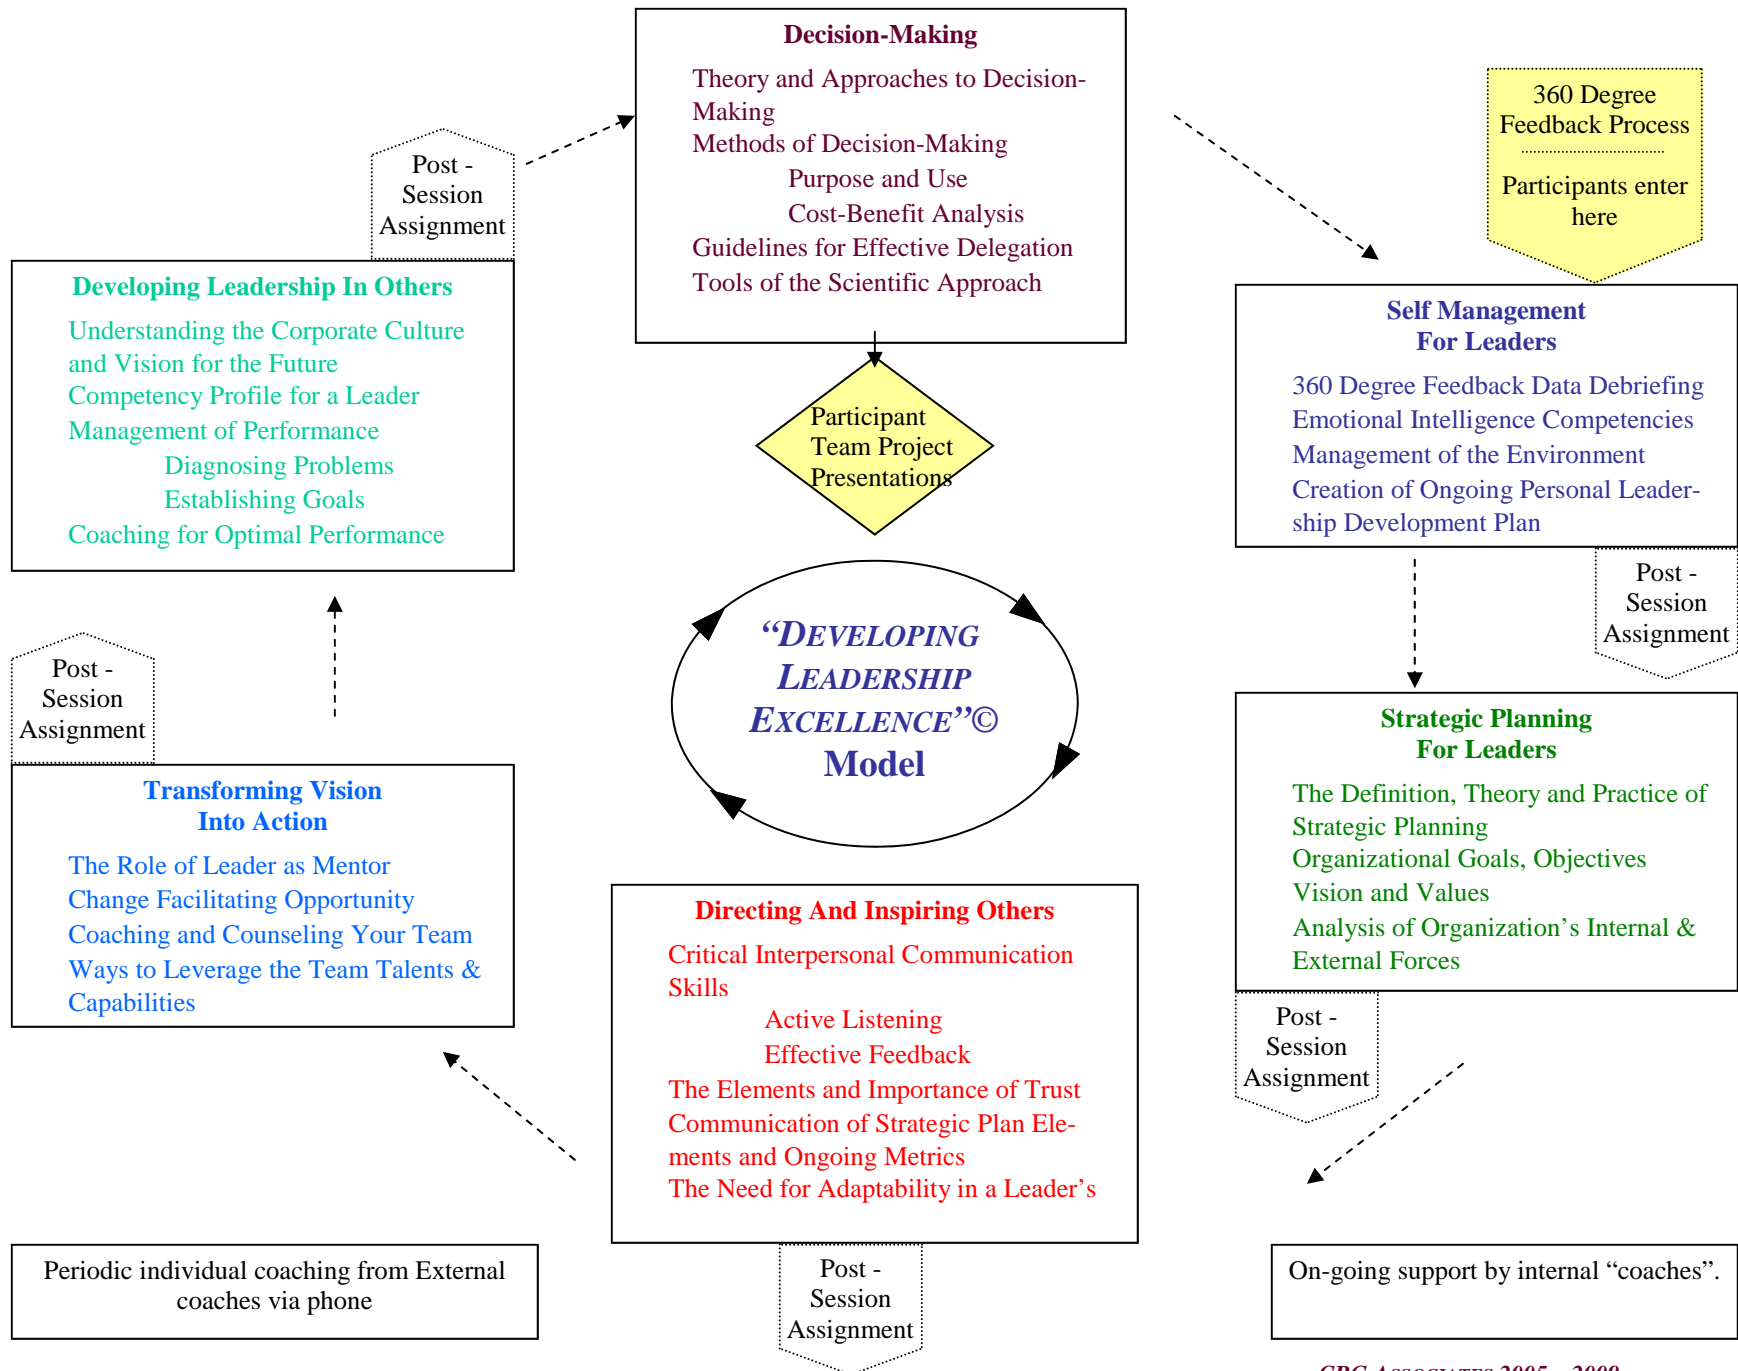 Decision-Making
Theory and Approaches to Decision-
Making
Methods of Decision-Making
Purpose and Use
Cost-Benefit Analysis
Guidelines for Effective Delegation
Tools of the Scientific Approach
360 Degree
Feedback Process
Participants enter
here
Post -
Session
Assignment
Developing Leadership In Others
Understanding the Corporate Culture
and Vision for the Future
Competency Profile for a Leader
Management of Performance
Diagnosing Problems
Establishing Goals
Coaching for Optimal Performance
Participant
Team Project
Presentations
Self Management
For Leaders
360 Degree Feedback Data Debriefing
Emotional Intelligence Competencies
Management of the Environment
Creation of Ongoing Personal Leader-
ship Development Plan
Post -
Session
Assignment
“DEVELOPING
LEADERSHIP
EXCELLENCE”©
Model
Post -
Session
Assignment
Strategic Planning
For Leaders
The Definition, Theory and Practice of
Strategic Planning
Organizational Goals, Objectives
Vision and Values
Analysis of Organization’s Internal &
External Forces
Post -
Session
Assignment
Transforming Vision
Into Action
The Role of Leader as Mentor
Change Facilitating Opportunity
Coaching and Counseling Your Team
Ways to Leverage the Team Talents &
Capabilities
Directing And Inspiring Others
Critical Interpersonal Communication
Skills
Active Listening
Effective Feedback
The Elements and Importance of Trust
Communication of Strategic Plan Ele-
ments and Ongoing Metrics
The Need for Adaptability in a Leader’s
Periodic individual coaching from External
coaches via phone
Post -
Session
Assignment
On-going support by internal “coaches”.
ASSOCIATES 2005 – 2009